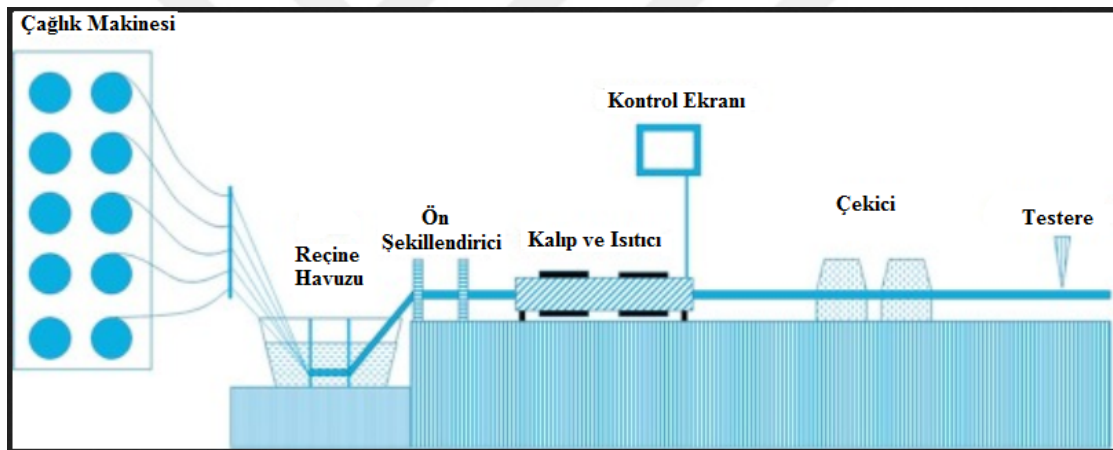 Çağlık Makinesi
Reçine
Havuzu
Ön
Şekillendirici
Kalıp ve Isıtıcı
Kontrol Ekranı
Çekici
Testere